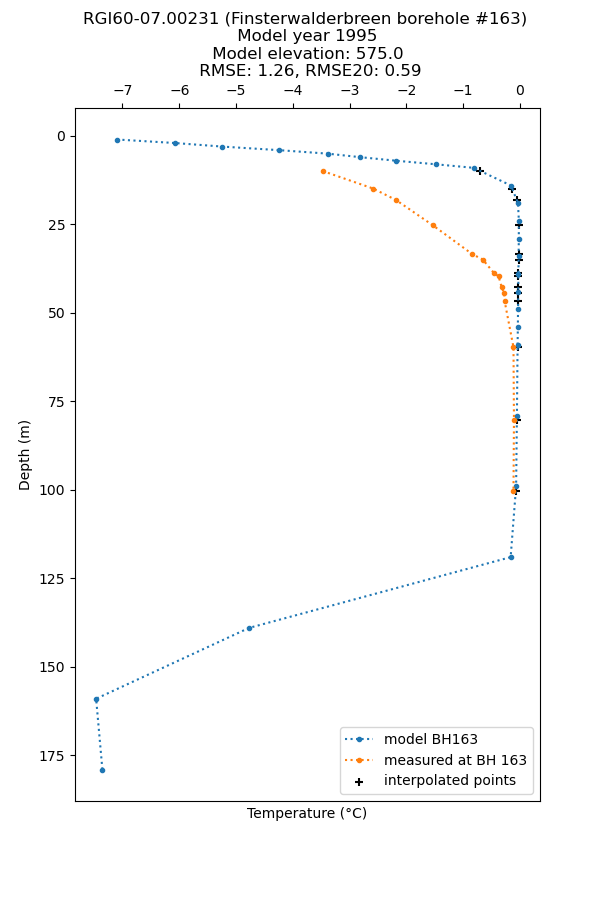 RGI60-07.00231 (Finsterwalderbreen borehole #163)
Model year 1995
Model elevation: 575.0
RMSE: 1.26, RMSE20: 0.59
−7 −6 −5 −4 −3 −2 −1 0
0
25
50
75
100
125
150
175
Depth (m)
model BH163
measured at BH 163
interpolated points
Temperature (°C)